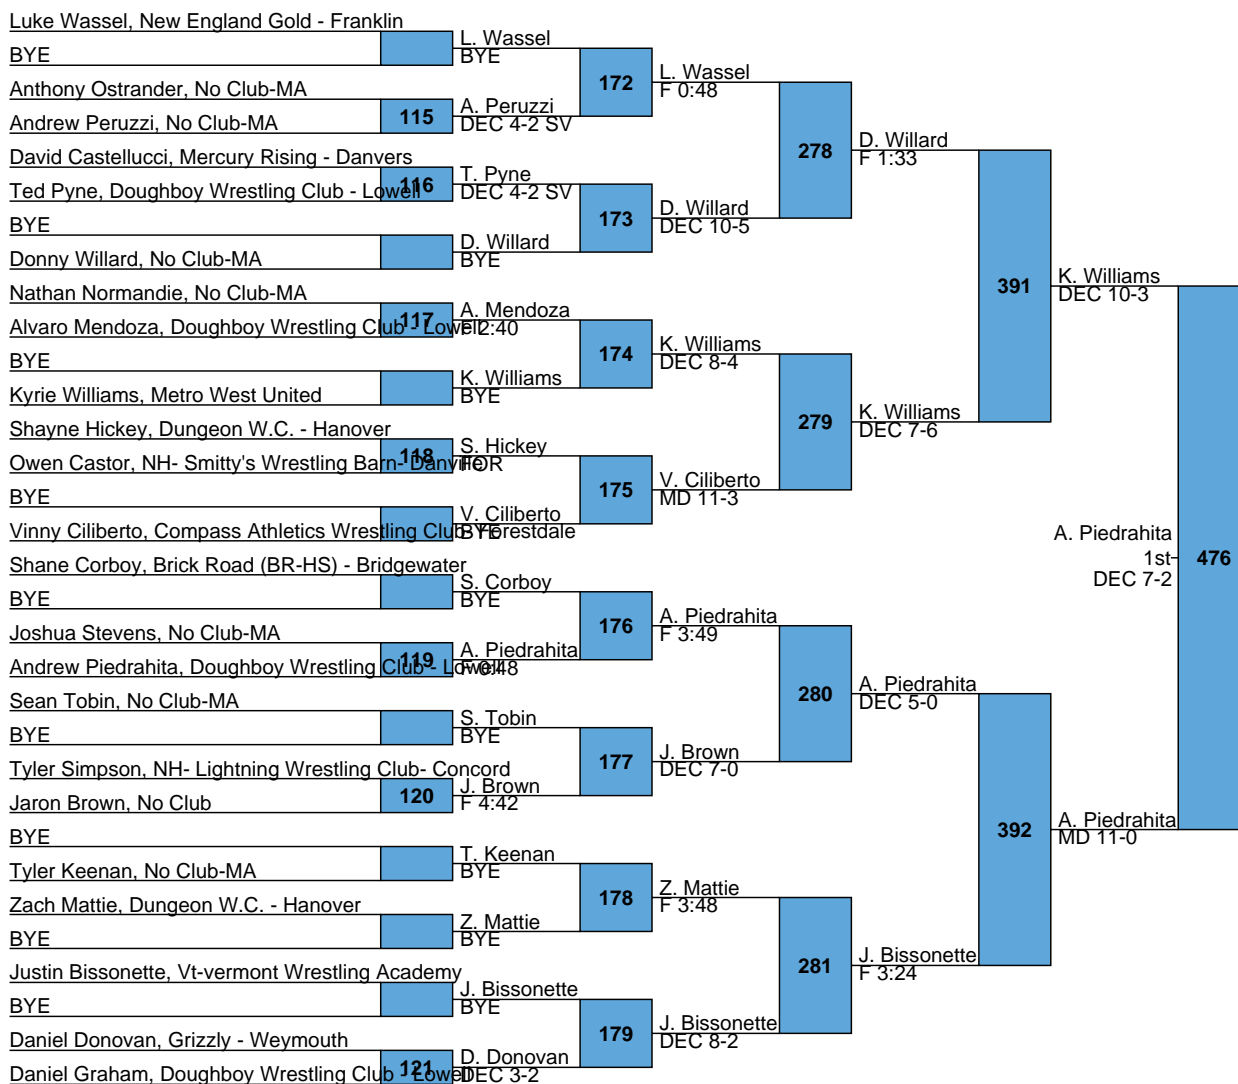 Luke Wassel, New England Gold - Franklin
BYE
Anthony Ostrander, No Club-MA
Andrew Peruzzi, No Club-MA
David Castellucci, Mercury Rising - Danvers
Ted Pyne, Doughboy Wrestling Club - Lowell
BYE
Donny Willard, No Club-MA
Nathan Normandie, No Club-MA
Alvaro Mendoza, Doughboy Wrestling Club - Lowell
BYE
Kyrie Williams, Metro West United
Shayne Hickey, Dungeon W.C. - Hanover
Owen Castor, NH- Smitty's Wrestling Barn- Danville
BYE
Vinny Ciliberto, Compass Athletics Wrestling Club - Forestdale
Shane Corboy, Brick Road (BR-HS) - Bridgewater
BYE
Joshua Stevens, No Club-MA
Andrew Piedrahita, Doughboy Wrestling Club - Lowell
Sean Tobin, No Club-MA
BYE
Tyler Simpson, NH- Lightning Wrestling Club- Concord
Jaron Brown, No Club
BYE
Tyler Keenan, No Club-MA
Zach Mattie, Dungeon W.C. - Hanover
BYE
Justin Bissonette, Vt-vermont Wrestling Academy
BYE
Daniel Donovan, Grizzly - Weymouth
Daniel Graham, Doughboy Wrestling Club - Lowell
115
116
117
118
119
120
121
L. Wassel
BYE
A. Peruzzi
DEC 4-2 SV
T. Pyne
DEC 4-2 SV
D. Willard
BYE
A. Mendoza
F 2:40
K. Williams
BYE
S. Hickey
FOR
V. Ciliberto
BYE
S. Corboy
BYE
A. Piedrahita
F 0:48
S. Tobin
BYE
J. Brown
F 4:42
T. Keenan
BYE
Z. Mattie
BYE
J. Bissonette
BYE
D. Donovan
DEC 3-2
172
173
174
175
176
177
178
179
L. Wassel
F 0:48
D. Willard
DEC 10-5
K. Williams
DEC 8-4
V. Ciliberto
MD 11-3
A. Piedrahita
F 3:49
J. Brown
DEC 7-0
Z. Mattie
F 3:48
J. Bissonette
DEC 8-2
278
279
280
281
D. Willard
F 1:33
K. Williams
DEC 7-6
A. Piedrahita
DEC 5-0
J. Bissonette
F 3:24
391
392
K. Williams
DEC 10-3
A. Piedrahita
MD 11-0
A. Piedrahita
1st
DEC 7-2
476